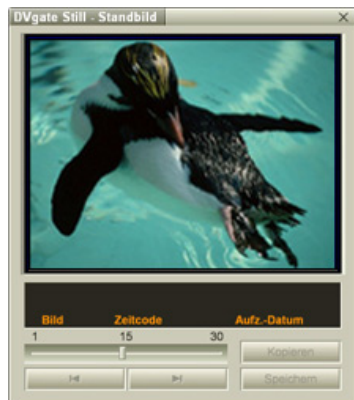 DVgate Still - Standbild
Bild Zeitcode Aufz.-Datum
1 15 30
Kopieren
Speichern